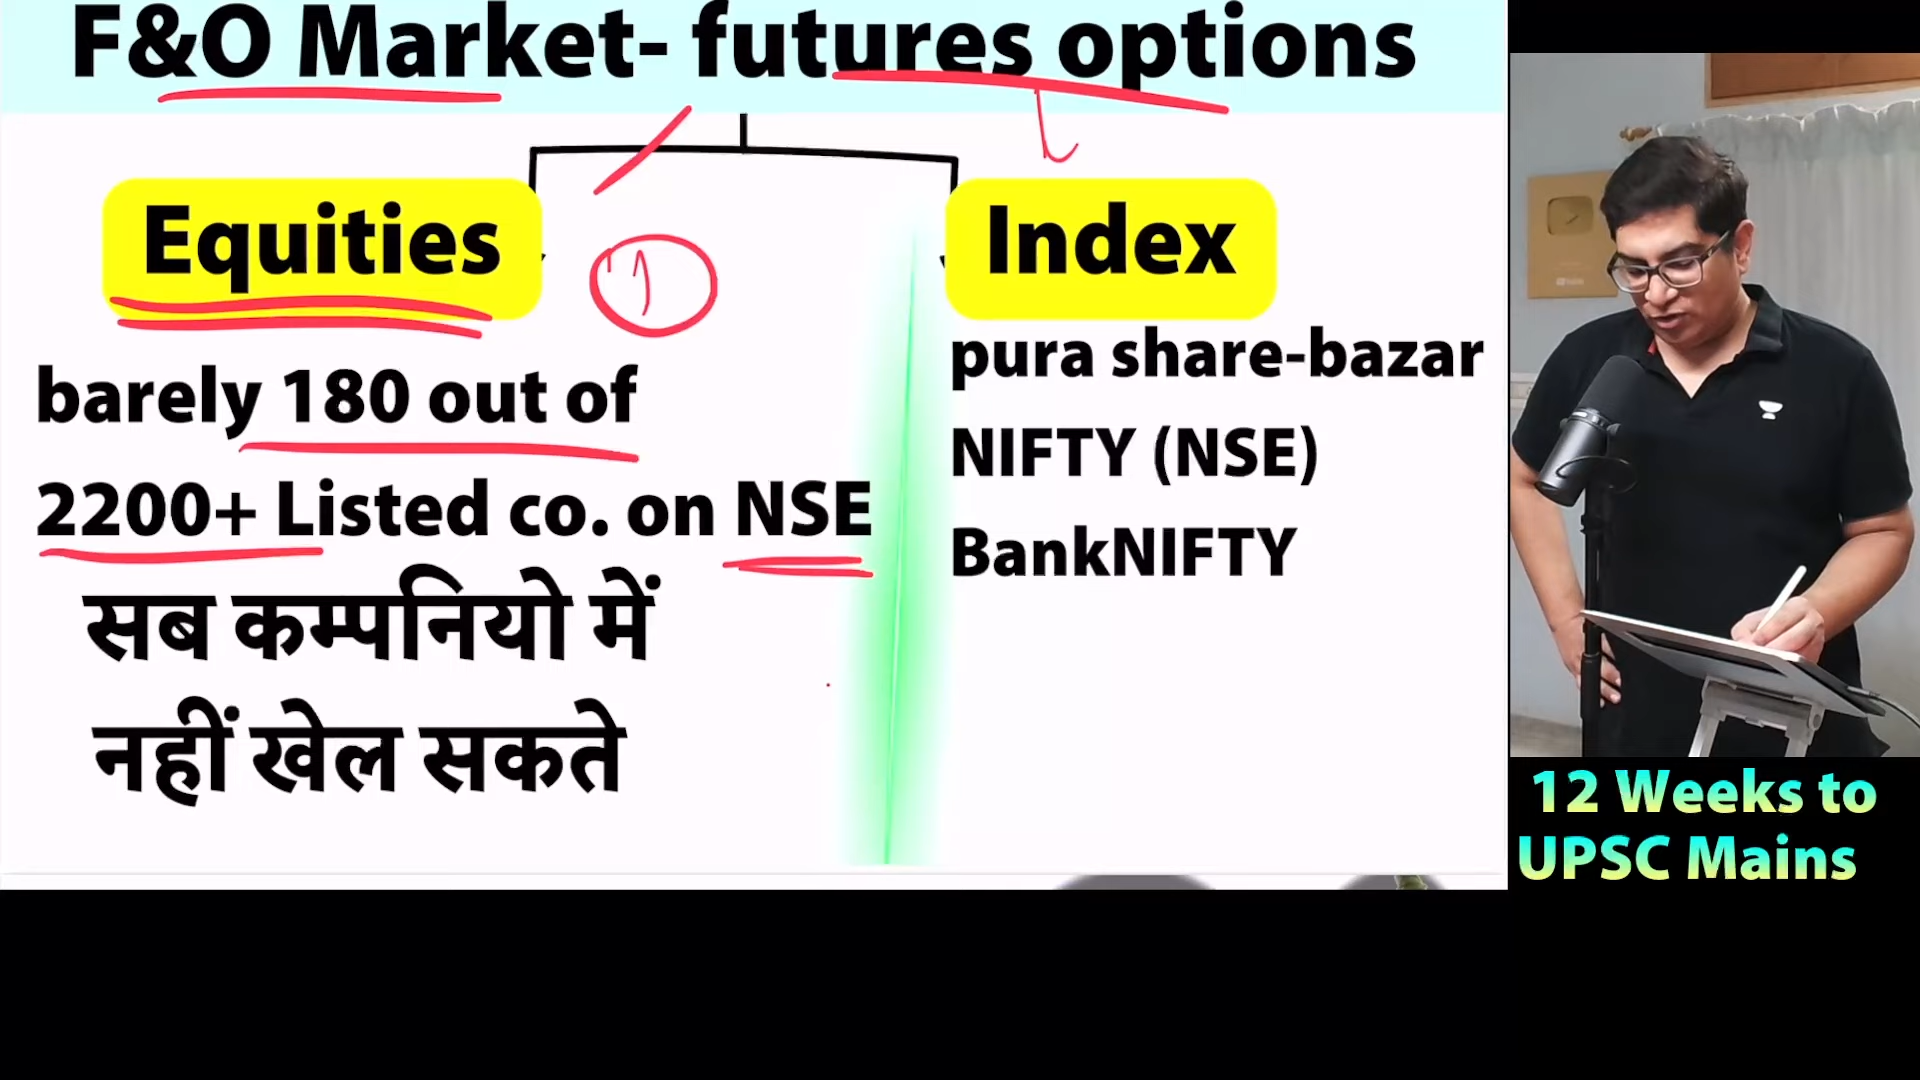 F&O Market- futures options
Equities
1
barely 180 out of
2200+ Listed co. on NSE
सब कम्पनियो में
नहीं खेल सकते
Index
pura share-bazar
NIFTY (NSE)
BankNIFTY
12 Weeks to
UPSC Mains